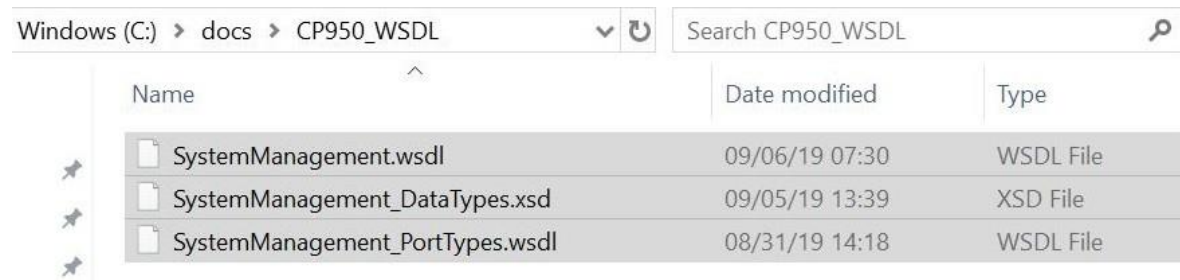 Windows (C:) > docs > CP950_WSDL Search CP950_WSDL
Name Date modified Type
SystemManagement.wsdl 09/06/19 07:30 WSDL File
SystemManagement_DataTypes.xsd 09/05/19 13:39 XSD File
SystemManagement_PortTypes.wsdl 08/31/19 14:18 WSDL File